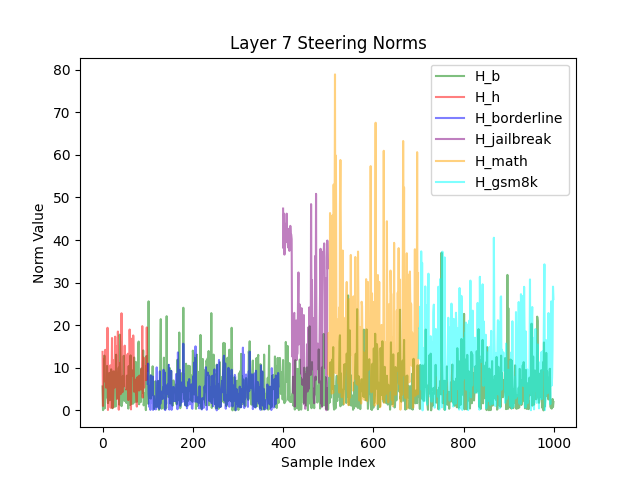 Layer 7 Steering Norms
H_b
H_h
H_borderline
H_jailbreak
H_math
H_gsm8k
Norm Value
80
70
60
50
40
30
20
10
0
0 200 400 600 800 1000
Sample Index